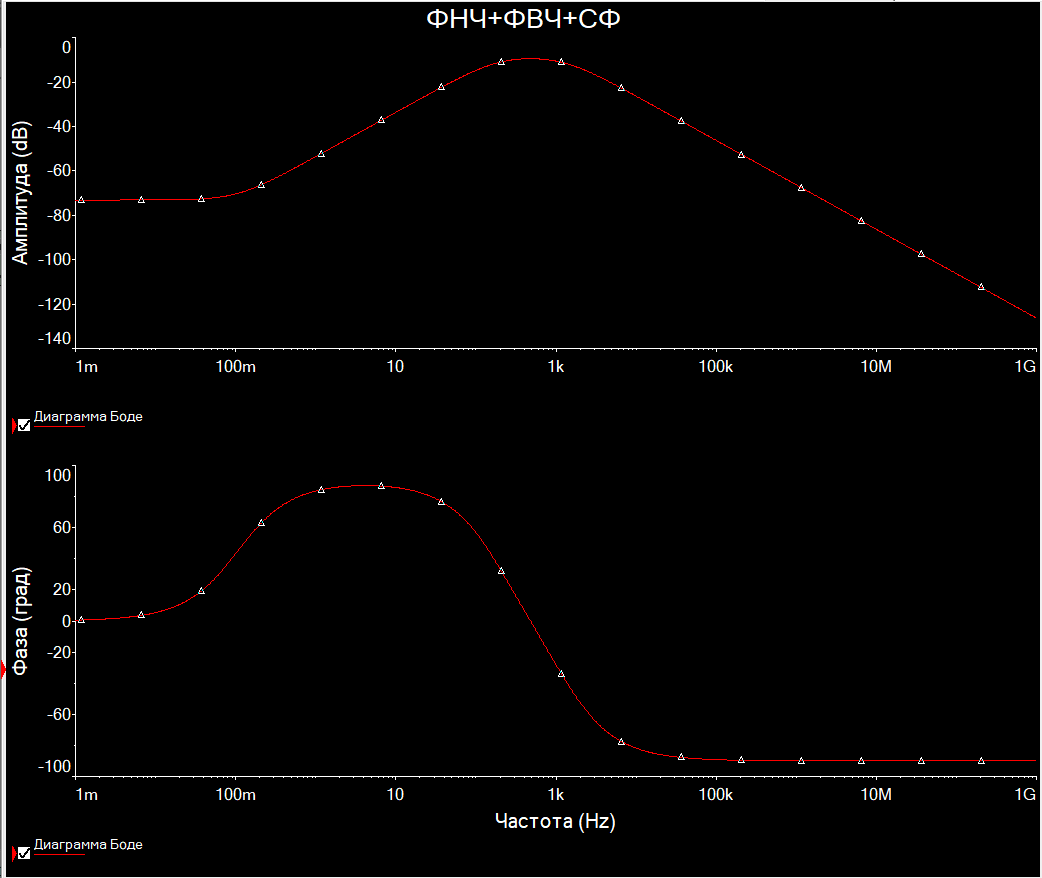 ФНЧ+ФВЧ+СФ
Амплитуда (dB)
0
-20
-40
-60
-80
-100
-120
-140
1m 100m 10 1k 100k 10M 1G
Диаграмма Боде
Фаза (град)
100
60
20
0
-20
-60
-100
1m 100m 10 1k 100k 10M 1G
Частота (Hz)
Диаграмма Боде